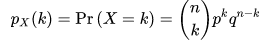 p_X(k) = Pr (X = k) = \binom{n}{k} p^k q^{n-k}